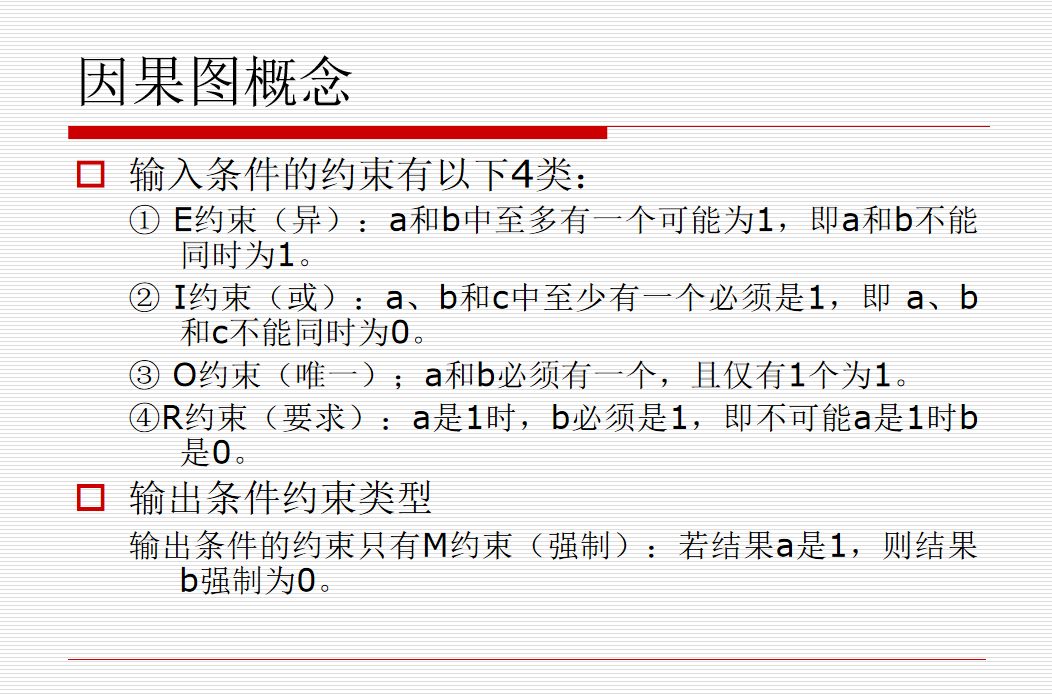 因果图概念
输入条件的约束有以下4类：
① E约束（异）：a和b中至多有一个可能为1，即a和b不能
同时为1。
② I约束（或）：a、b和c中至少有一个必须是1，即 a、b
和c不能同时为0。
③ O约束（唯一）；a和b必须有一个，且仅有1个为1。
④R约束（要求）：a是1时，b必须是1，即不可能a是1时b
是0。
输出条件约束类型
输出条件的约束只有M约束（强制）：若结果a是1，则结果
b强制为0。